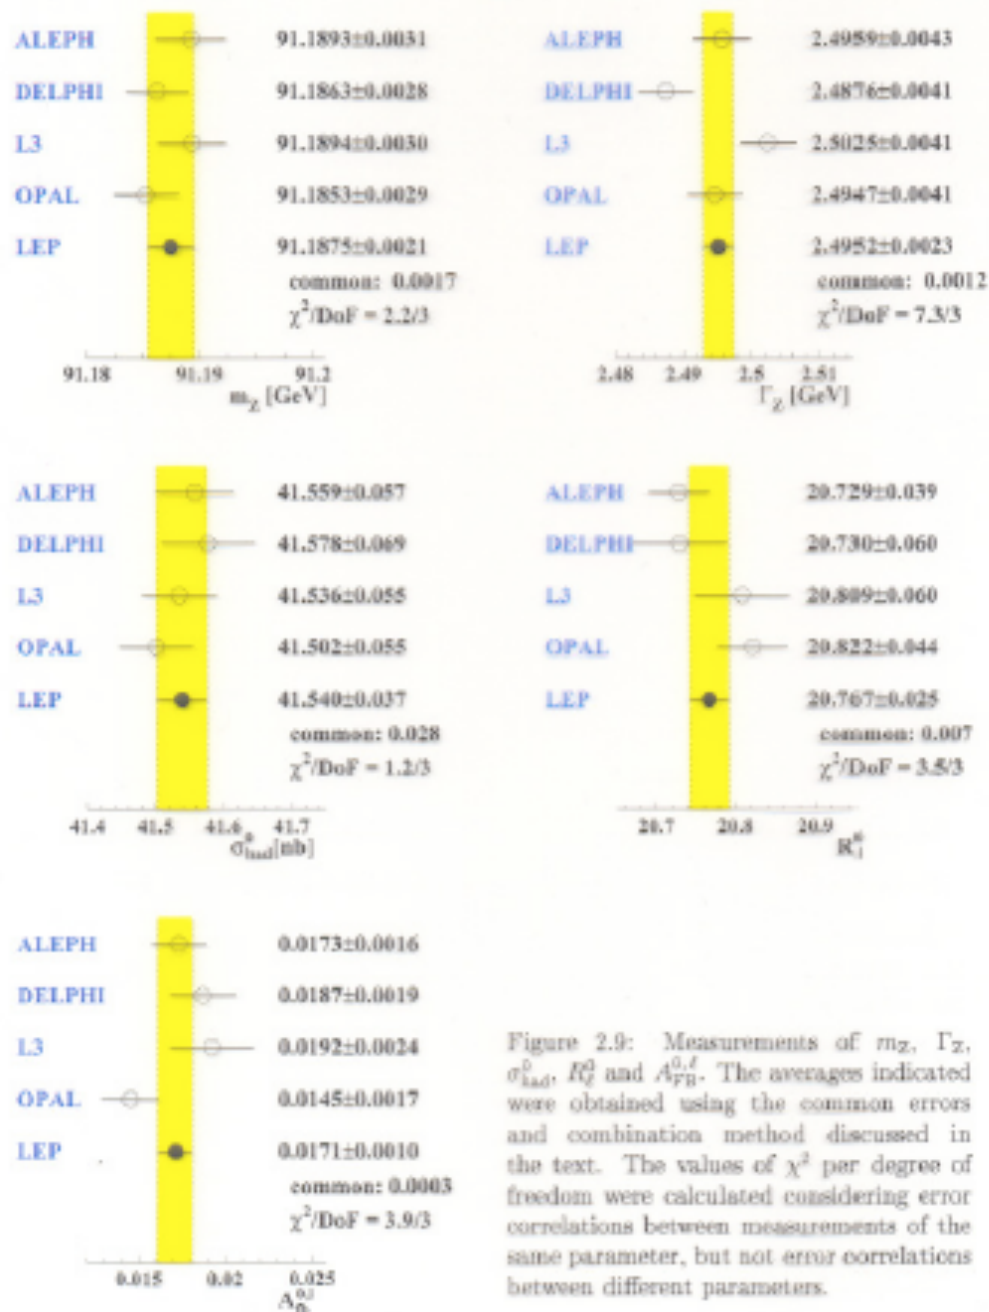 ALEPH 91.1893±0.0031
DELPHI 91.1863±0.0028
L3 91.1894±0.0030
OPAL 91.1853±0.0029
LEP 91.1875±0.0021
common: 0.0017
χ²/DoF = 2.2/3
91.18 91.19 91.2
m_Z [GeV]
ALEPH 2.4959±0.0043
DELPHI 2.4876±0.0041
L3 2.5025±0.0041
OPAL 2.4947±0.0041
LEP 2.4952±0.0023
common: 0.0012
χ²/DoF = 7.3/3
2.48 2.49 2.5 2.51
Γ_Z [GeV]
ALEPH 41.559±0.057
DELPHI 41.578±0.069
L3 41.536±0.055
OPAL 41.502±0.055
LEP 41.540±0.037
common: 0.028
χ²/DoF = 1.2/3
41.4 41.5 41.6 41.7
σ⁰_had [nb]
ALEPH 20.729±0.039
DELPHI 20.730±0.060
L3 20.809±0.060
OPAL 20.822±0.044
LEP 20.767±0.025
common: 0.007
χ²/DoF = 3.5/3
20.7 20.8 20.9
R⁰_l
ALEPH 0.0173±0.0016
DELPHI 0.0187±0.0019
L3 0.0192±0.0024
OPAL 0.0145±0.0017
LEP 0.0171±0.0010
common: 0.0003
χ²/DoF = 3.9/3
0.015 0.02 0.025
Figure 2.9: Measurements of m_Z, Γ_Z,
σ⁰_had, R⁰_ℓ and A^{0,ℓ}_FB. The averages indicated
were obtained using the common errors
and combination method discussed in
the text. The values of χ² per degree of
freedom were calculated considering error
correlations between measurements of the
same parameter, but not error correlations
between different parameters.